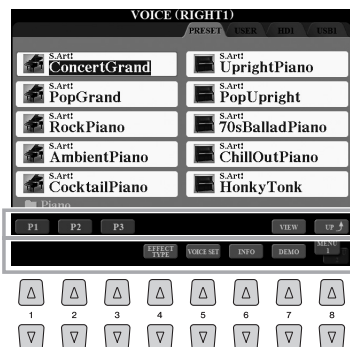 VOICE (RIGHT1)
PRESET USER HD1 USB1
S.Art! S.Art!
ConcertGrand UprightPiano
S.Art! S.Art!
PopGrand PopUpright
S.Art! S.Art!
RockPiano 70sBalladPiano
S.Art! S.Art!
AmbientPiano ChillOutPiano
S.Art! S.Art!
CocktailPiano HonkyTonk
Piano
P1 P2 P3 VIEW UP
EFFECT TYPE VOICE SET INFO DEMO MENU 1
1 2 3 4 5 6 7 8